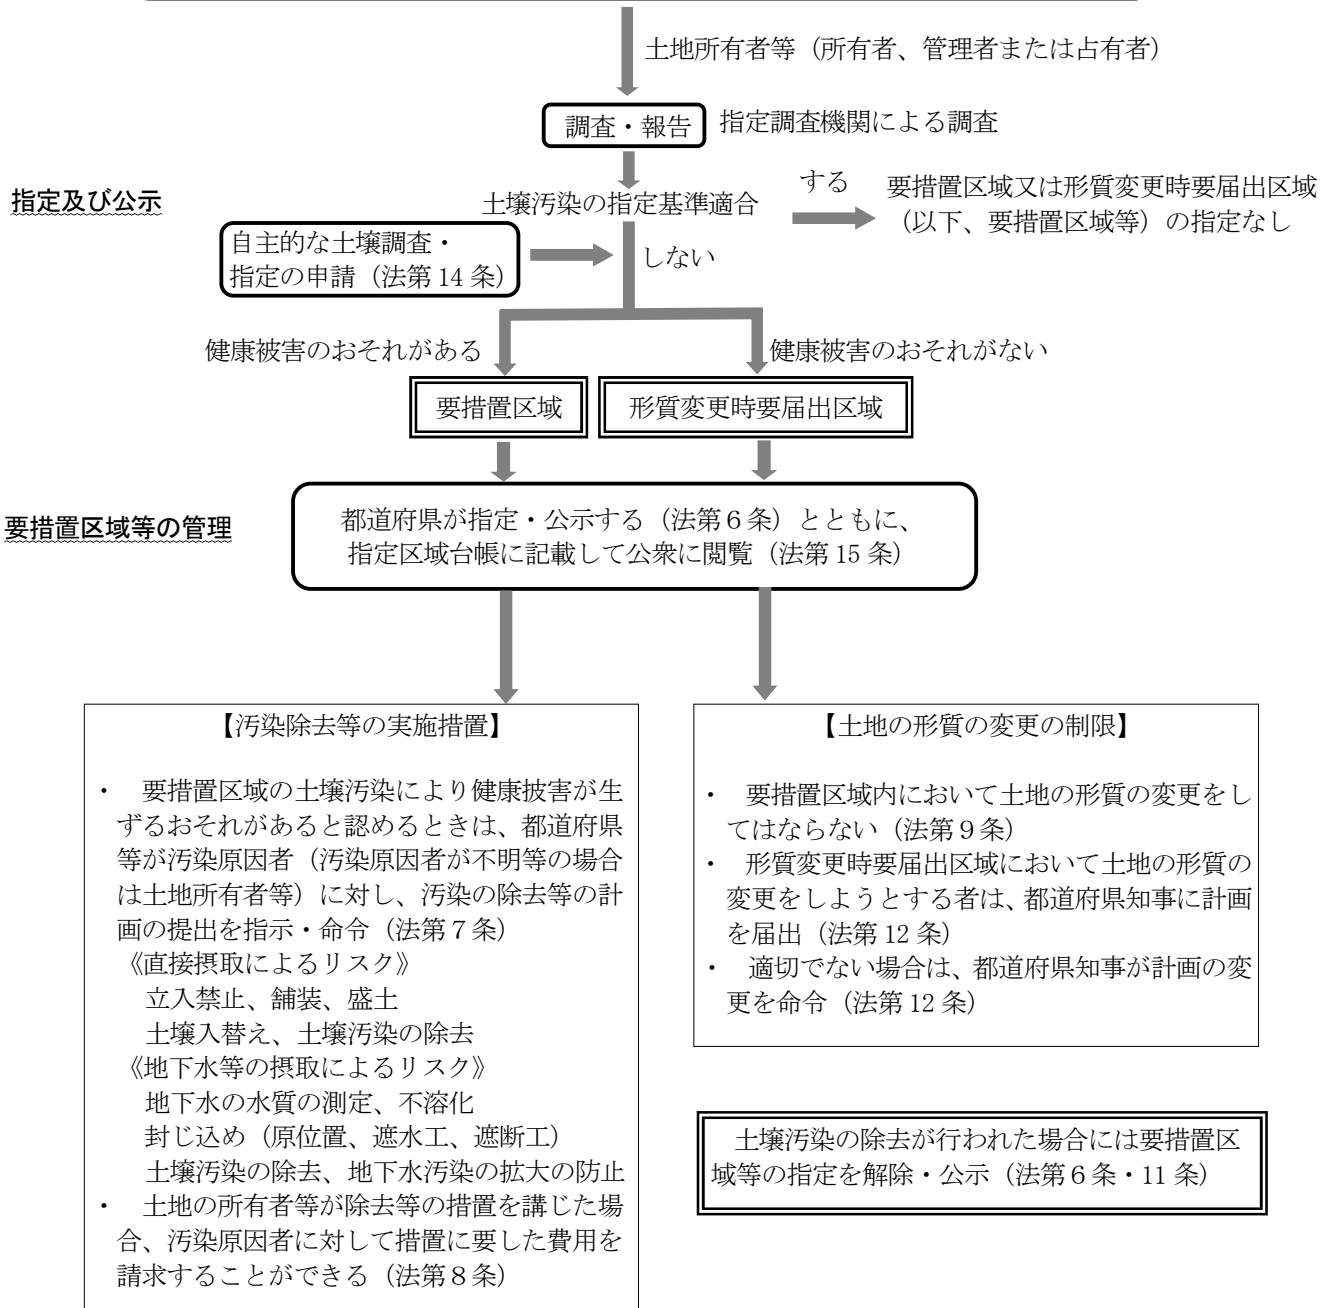 土地所有者等（所有者、管理者または占有者）
調査・報告
指定調査機関による調査
指定及び公示
土壌汚染の指定基準適合
する
要措置区域又は形質変更時要届出区域
（以下、要措置区域等）の指定なし
自主的な土壌調査・
指定の申請（法第 14 条）
しない
健康被害のおそれがある
健康被害のおそれがない
要措置区域
形質変更時要届出区域
要措置区域等の管理
都道府県が指定・公示する（法第６条）とともに、
指定区域台帳に記載して公衆に閲覧（法第 15 条）
【汚染除去等の実施措置】
・　要措置区域の土壌汚染により健康被害が生
ずるおそれがあると認めるときは、都道府県
等が汚染原因者（汚染原因者が不明等の場合
は土地所有者等）に対し、汚染の除去等の計
画の提出を指示・命令（法第７条）
《直接摂取によるリスク》
立入禁止、舗装、盛土
土壌入替え、土壌汚染の除去
《地下水等の摂取によるリスク》
地下水の水質の測定、不溶化
封じ込め（原位置、遮水工、遮断工）
土壌汚染の除去、地下水汚染の拡大の防止
・　土地の所有者等が除去等の措置を講じた場
合、汚染原因者に対して措置に要した費用を
請求することができる（法第８条）
【土地の形質の変更の制限】
・　要措置区域内において土地の形質の変更をし
てはならない（法第９条）
・　形質変更時要届出区域において土地の形質の
変更をしようとする者は、都道府県知事に計画
を届出（法第 12 条）
・　適切でない場合は、都道府県知事が計画の変
更を命令（法第 12 条）
土壌汚染の除去が行われた場合には要措置区
域等の指定を解除・公示（法第６条・11 条）